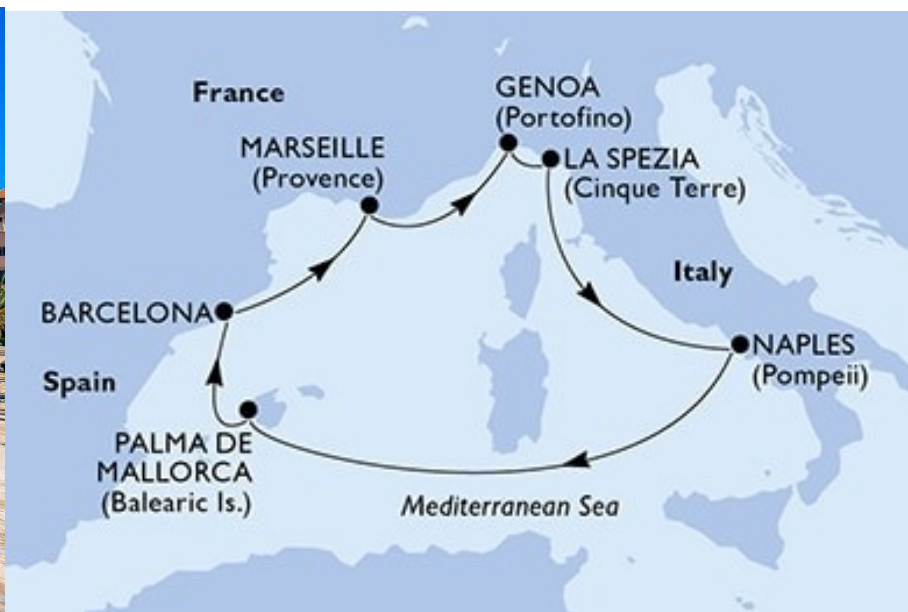 France
GENOA
(Portofino)
MARSEILLE
(Provence)
LA SPEZIA
(Cinque Terre)
Italy
BARCELONA
NAPLES
(Pompeii)
Spain
PALMA DE
MALLORCA
(Balearic Is.)
Mediterranean Sea